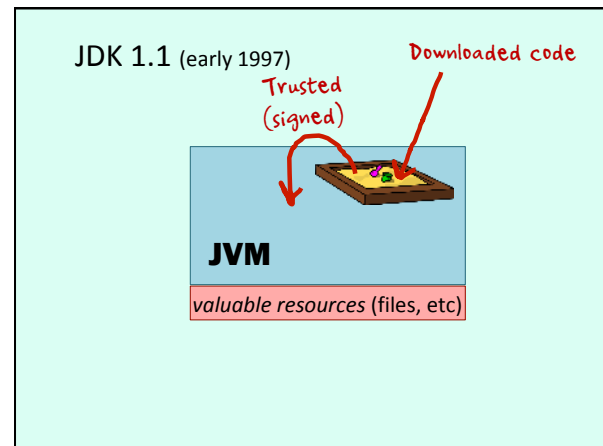 JDK 1.1 (early 1997)
Downloaded code
Trusted
(signed)
JVM
valuable resources (files, etc)